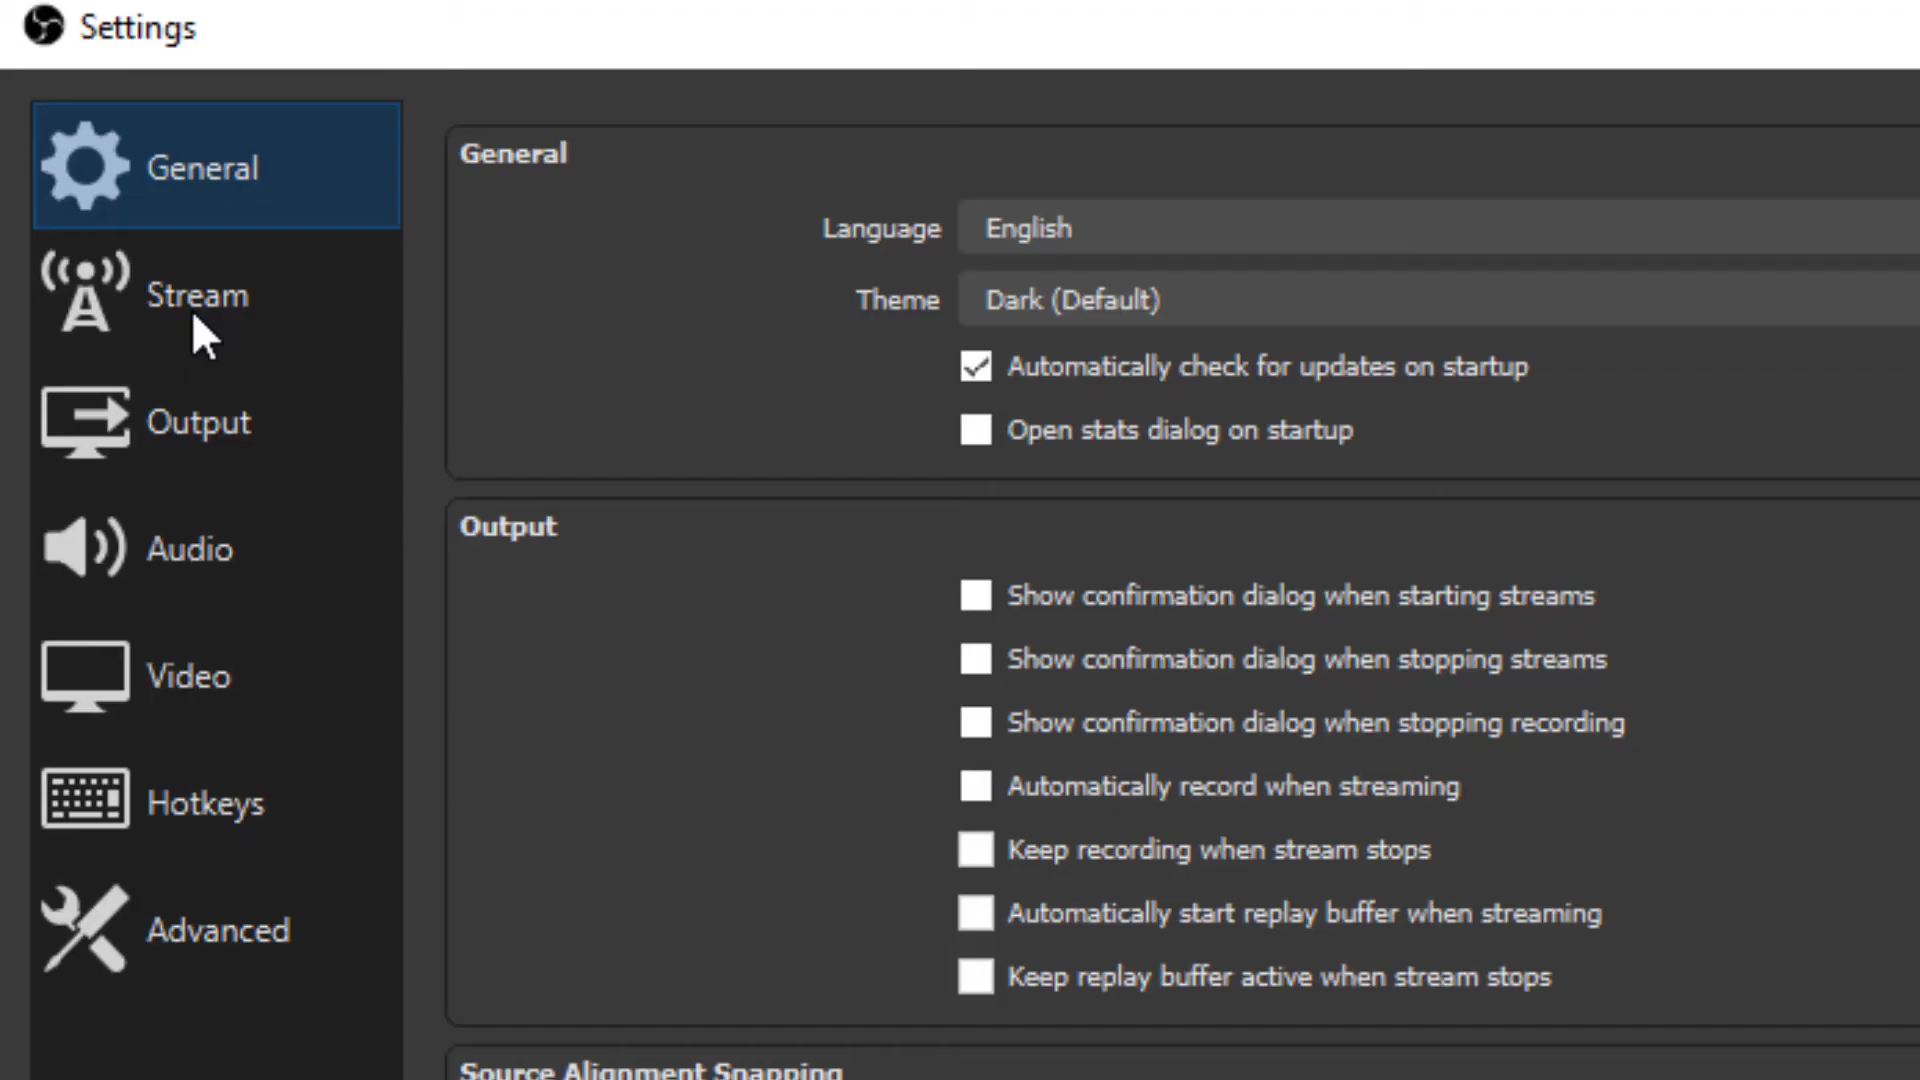 Settings
General
Stream
Output
Audio
Video
Hotkeys
Advanced
General
Language English
Theme Dark (Default)
Automatically check for updates on startup
Open stats dialog on startup
Output
Show confirmation dialog when starting streams
Show confirmation dialog when stopping streams
Show confirmation dialog when stopping recording
Automatically record when streaming
Keep recording when stream stops
Automatically start replay buffer when streaming
Keep replay buffer active when stream stops
Source Alignment Snapping